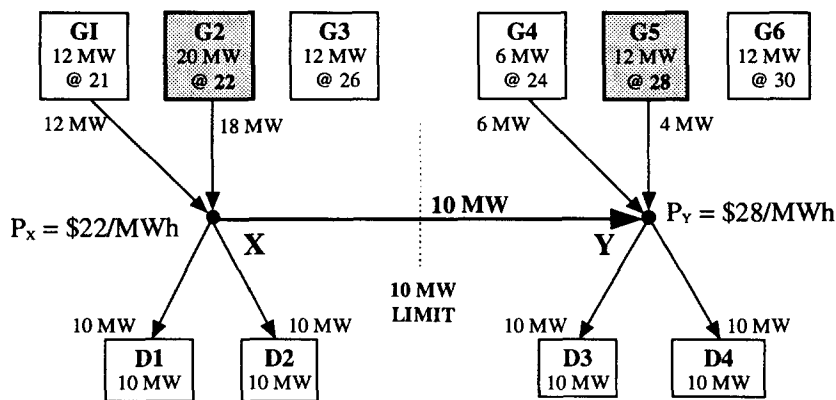 GI
12 MW
@ 21
G2
20 MW
@ 22
G3
12 MW
@ 26
G4
6 MW
@ 24
G5
12 MW
@ 28
G6
12 MW
@ 30
12 MW
18 MW
6 MW
4 MW
Px = $22/MWh
X
10 MW
Y
PY = $28/MWh
10 MW
LIMIT
10 MW
10 MW
10 MW
10 MW
D1
10 MW
D2
10 MW
D3
10 MW
D4
10 MW